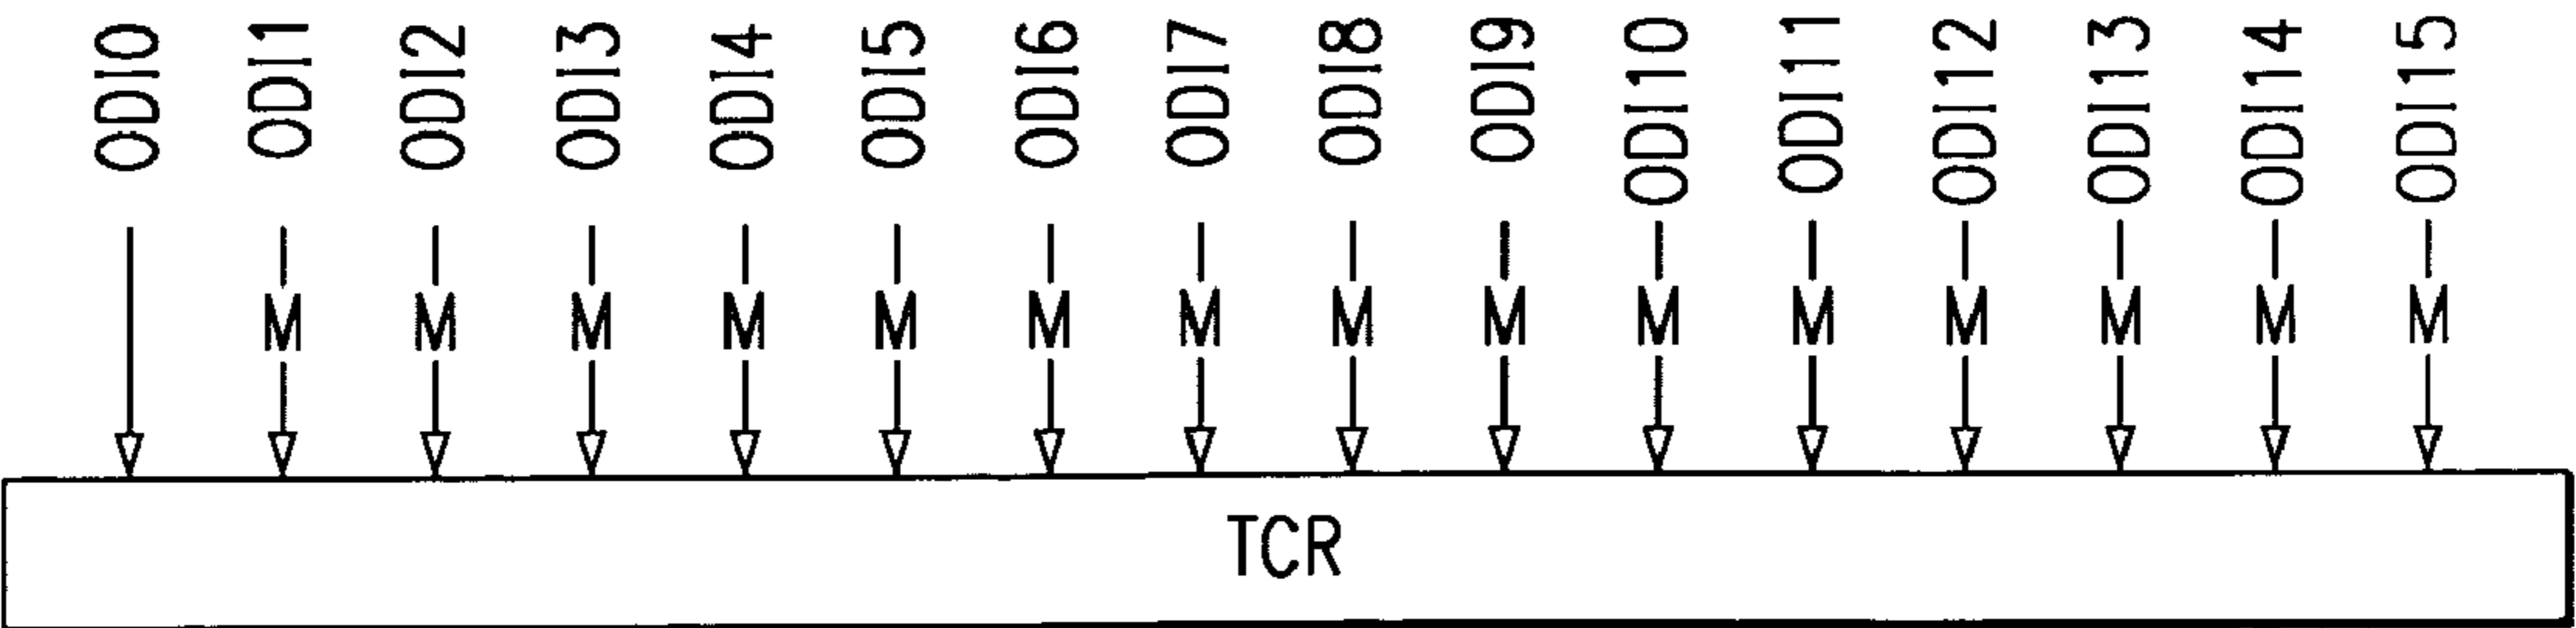 ODI0 ODI1 ODI2 ODI3 ODI4 ODI5 ODI6 ODI7 ODI8 ODI9 ODI10 ODI11 ODI12 ODI13 ODI14 ODI15
M M M M M M M M M M M M M M M
TCR